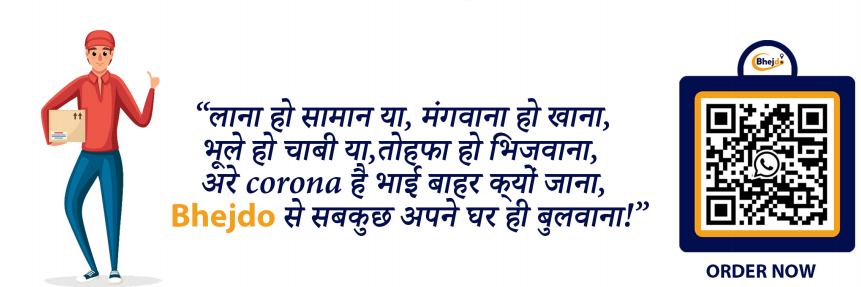 “लाना हो सामान या, मंगवाना हो खाना,
भूले हो चाबी या,तोहफा हो भिजवाना,
अरे corona है भाई बाहर क्यों जाना,
Bhejdo से सबकुछ अपने घर ही बुलवाना!”
Bhejdo
ORDER NOW